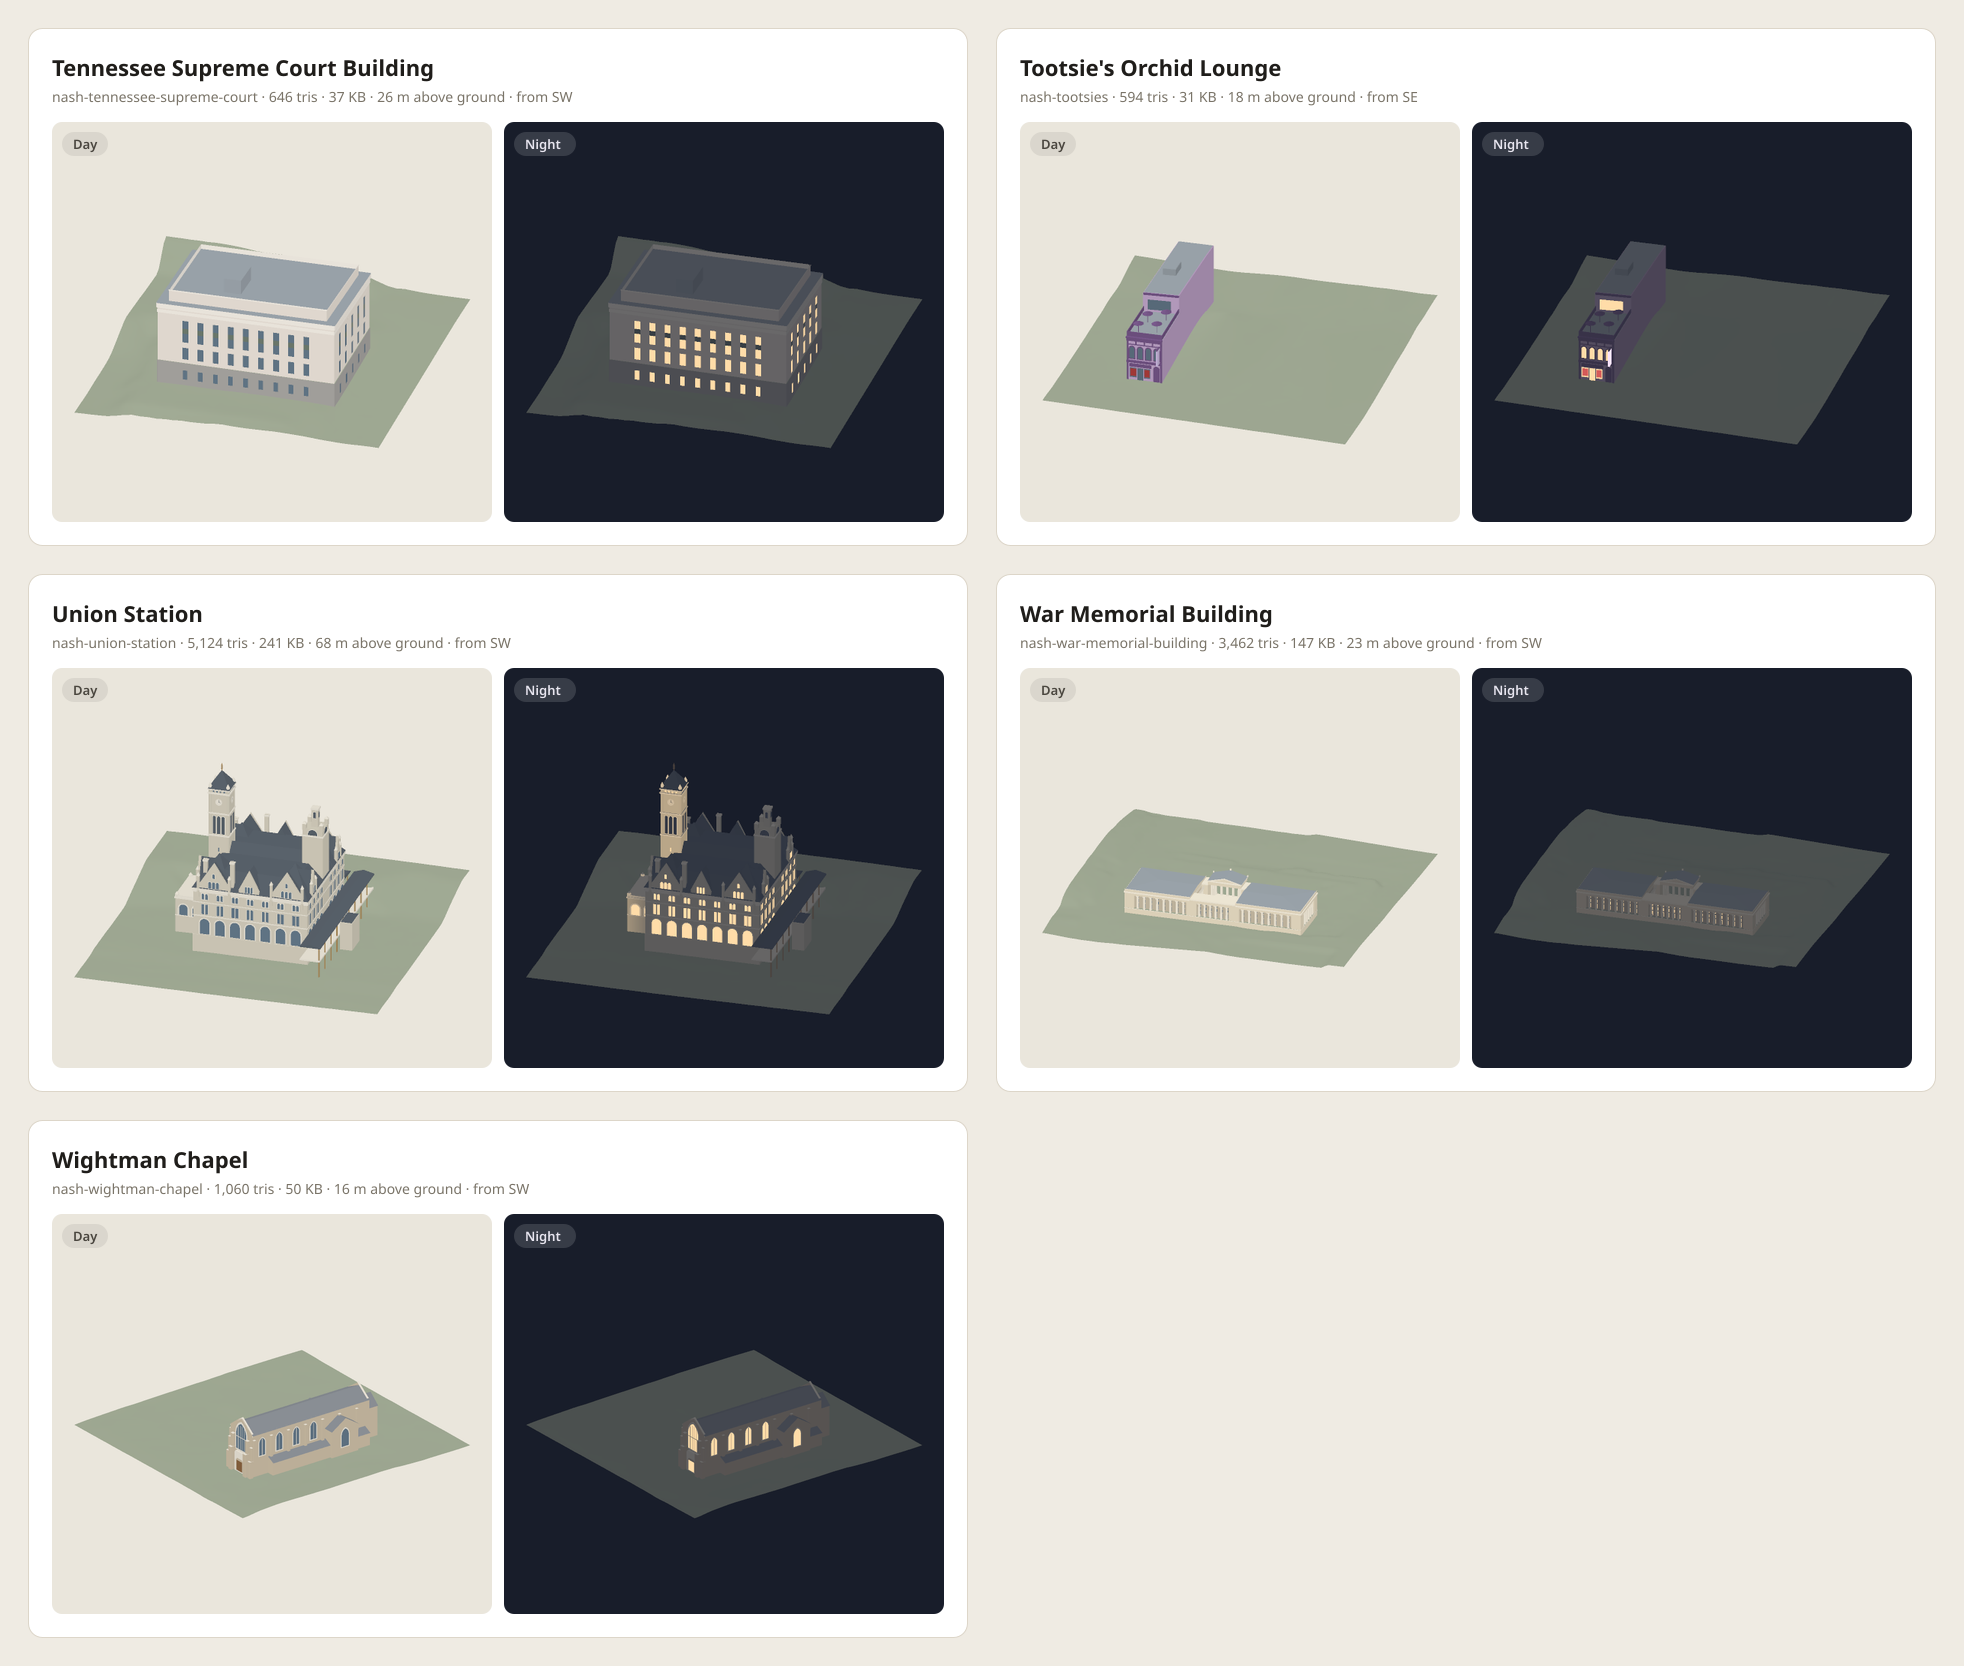 Tennessee Supreme Court Building
nash-tennessee-supreme-court · 646 tris · 37 KB · 26 m above ground · from SW
Day
Night
Tootsie's Orchid Lounge
nash-tootsies · 594 tris · 31 KB · 18 m above ground · from SE
Day
Night
Union Station
nash-union-station · 5,124 tris · 241 KB · 68 m above ground · from SW
Day
Night
War Memorial Building
nash-war-memorial-building · 3,462 tris · 147 KB · 23 m above ground · from SW
Day
Night
Wightman Chapel
nash-wightman-chapel · 1,060 tris · 50 KB · 16 m above ground · from SW
Day
Night